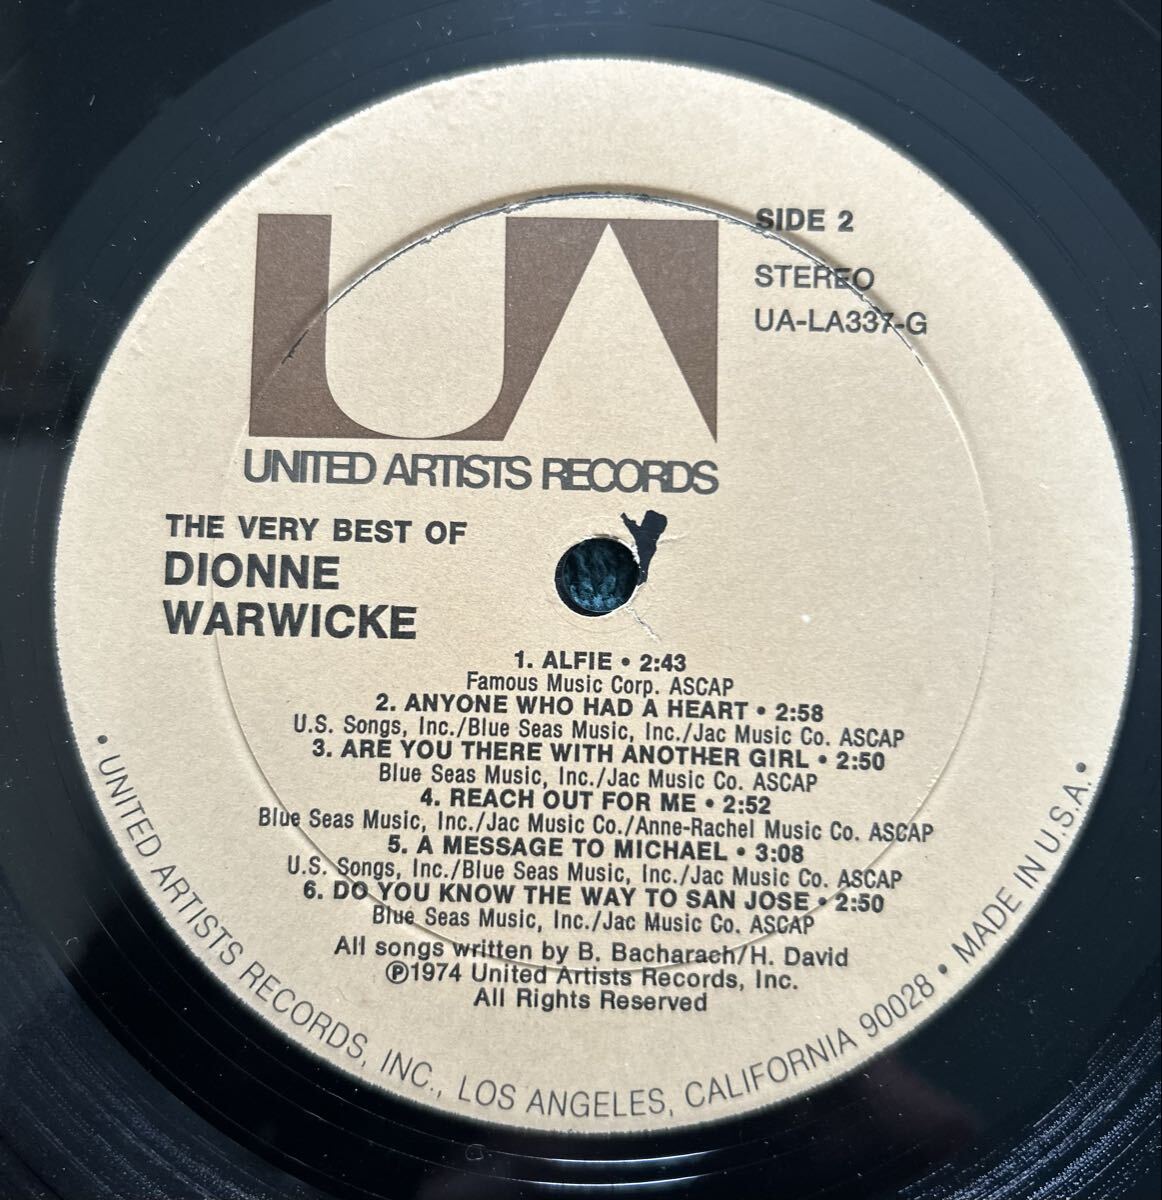 SIDE 2
STEREO
UA-LA337-G
UA
UNITED ARTISTS RECORDS
THE VERY BEST OF
DIONNE
WARWICKE
1. ALFIE • 2:43
Famous Music Corp. ASCAP
2. ANYONE WHO HAD A HEART • 2:58
U.S. Songs, Inc./Blue Seas Music, Inc./Jac Music Co. ASCAP
3. ARE YOU THERE WITH ANOTHER GIRL • 2:50
Blue Seas Music, Inc./Jac Music Co. ASCAP
4. REACH OUT FOR ME • 2:52
Blue Seas Music, Inc./Jac Music Co./Anne-Rachel Music Co. ASCAP
5. A MESSAGE TO MICHAEL • 3:08
U.S. Songs, Inc./Blue Seas Music, Inc./Jac Music Co. ASCAP
6. DO YOU KNOW THE WAY TO SAN JOSE • 2:50
Blue Seas Music, Inc./Jac Music Co. ASCAP
All songs written by B. Bacharach/H. David
℗1974 United Artists Records, Inc.
All Rights Reserved
• UNITED ARTISTS RECORDS, INC., LOS ANGELES, CALIFORNIA 90028 • MADE IN U.S.A. •